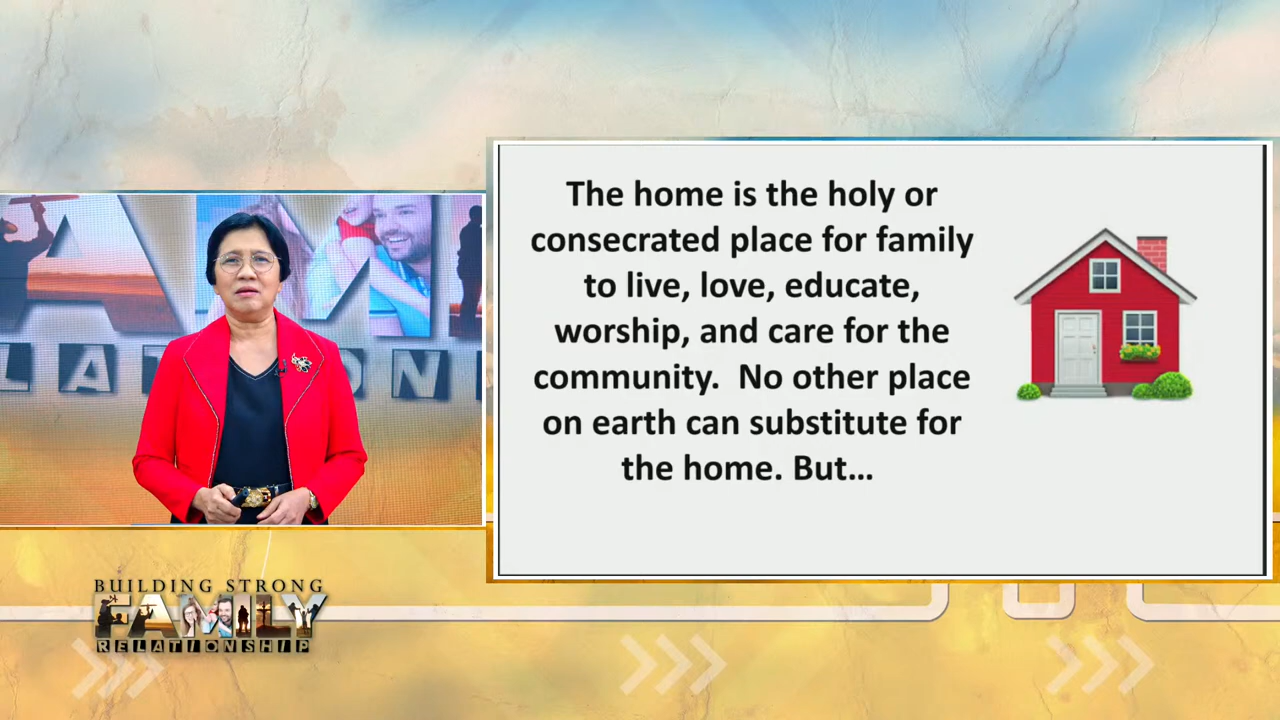 The home is the holy or
consecrated place for family
to live, love, educate,
worship, and care for the
community.  No other place
on earth can substitute for
the home. But...
BUILDING STRONG
FAMILY
RELATIONSHIP